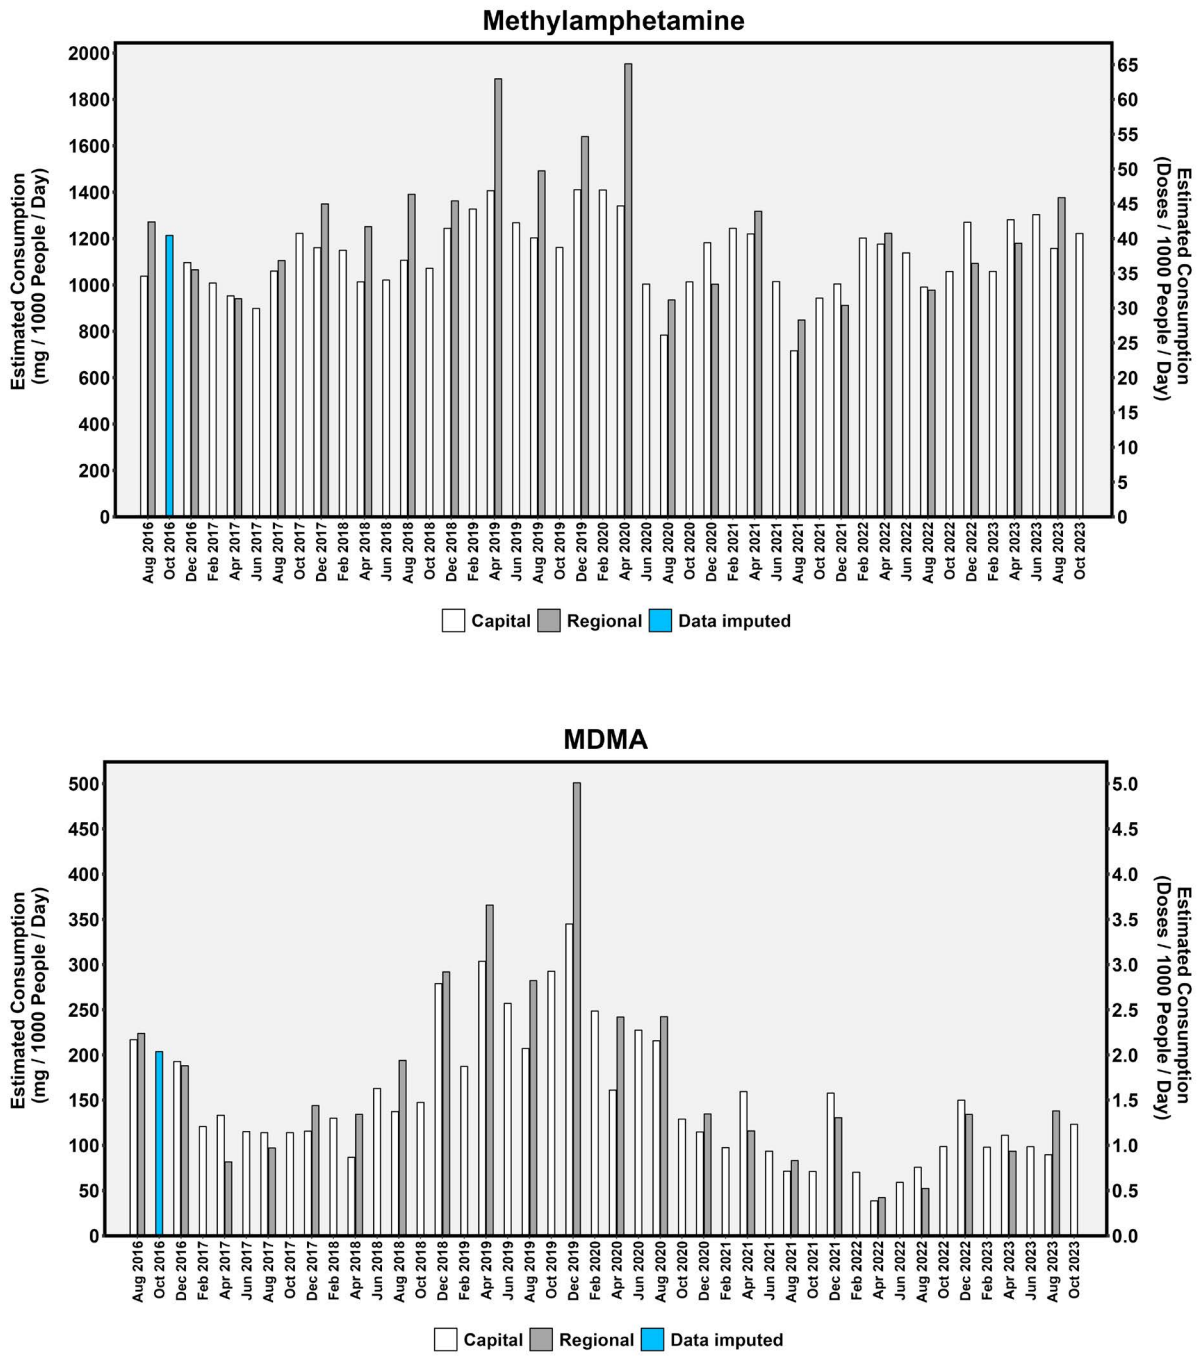 Methylamphetamine
2000
1800
1600
1400
1200
1000
800
600
400
200
0
Estimated Consumption
(mg / 1000 People / Day)
65
60
55
50
45
40
35
30
25
20
15
10
5
0
Estimated Consumption
(Doses / 1000 People / Day)
Aug 2016
Oct 2016
Dec 2016
Feb 2017
Apr 2017
Jun 2017
Aug 2017
Oct 2017
Dec 2017
Feb 2018
Apr 2018
Jun 2018
Aug 2018
Oct 2018
Dec 2018
Feb 2019
Apr 2019
Jun 2019
Aug 2019
Oct 2019
Dec 2019
Feb 2020
Apr 2020
Jun 2020
Aug 2020
Oct 2020
Dec 2020
Feb 2021
Apr 2021
Jun 2021
Aug 2021
Oct 2021
Dec 2021
Feb 2022
Apr 2022
Jun 2022
Aug 2022
Oct 2022
Dec 2022
Feb 2023
Apr 2023
Jun 2023
Aug 2023
Oct 2023
Capital Regional Data imputed
MDMA
500
450
400
350
300
250
200
150
100
50
0
Estimated Consumption
(mg / 1000 People / Day)
5.0
4.5
4.0
3.5
3.0
2.5
2.0
1.5
1.0
0.5
0.0
Estimated Consumption
(Doses / 1000 People / Day)
Aug 2016
Oct 2016
Dec 2016
Feb 2017
Apr 2017
Jun 2017
Aug 2017
Oct 2017
Dec 2017
Feb 2018
Apr 2018
Jun 2018
Aug 2018
Oct 2018
Dec 2018
Feb 2019
Apr 2019
Jun 2019
Aug 2019
Oct 2019
Dec 2019
Feb 2020
Apr 2020
Jun 2020
Aug 2020
Oct 2020
Dec 2020
Feb 2021
Apr 2021
Jun 2021
Aug 2021
Oct 2021
Dec 2021
Feb 2022
Apr 2022
Jun 2022
Aug 2022
Oct 2022
Dec 2022
Feb 2023
Apr 2023
Jun 2023
Aug 2023
Oct 2023
Capital Regional Data imputed